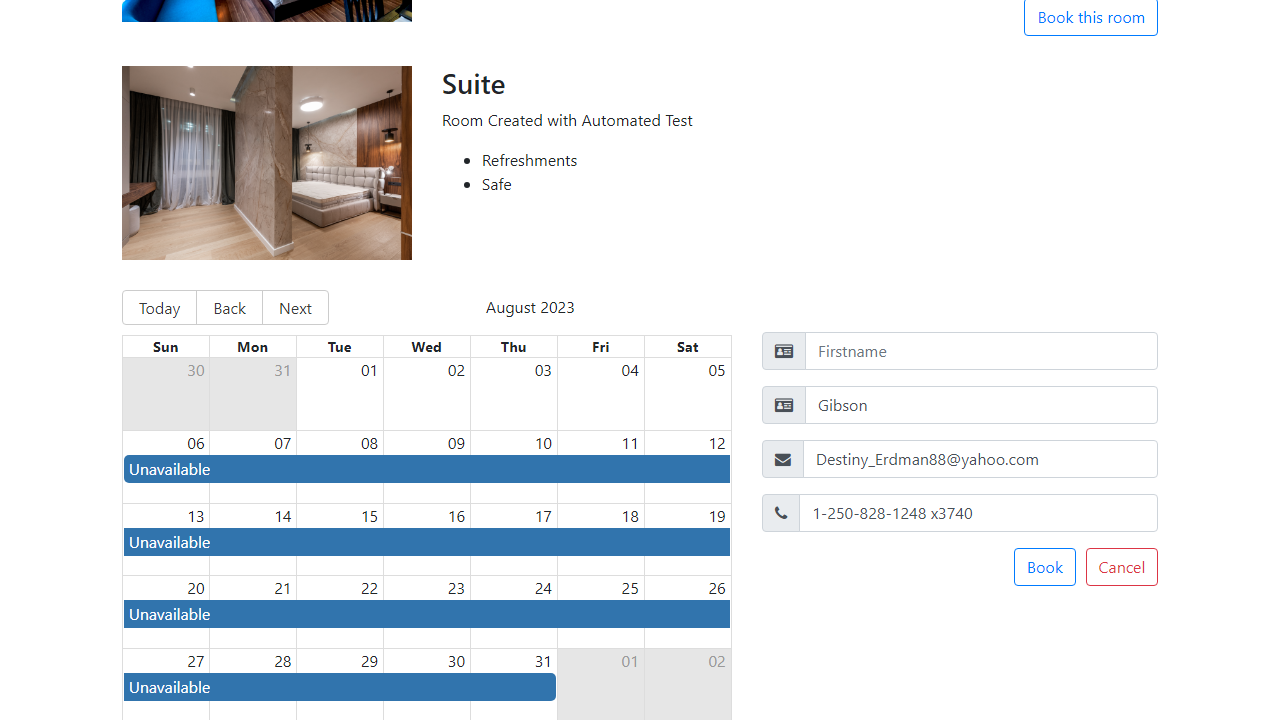 Book this room
Suite
Room Created with Automated Test
Refreshments
Safe
Today Back Next August 2023
Sun Mon Tue Wed Thu Fri Sat
30 31 01 02 03 04 05
06 07 08 09 10 11 12
Unavailable
13 14 15 16 17 18 19
Unavailable
20 21 22 23 24 25 26
Unavailable
27 28 29 30 31 01 02
Unavailable
Firstname
Gibson
Destiny_Erdman88@yahoo.com
1-250-828-1248 x3740
Book Cancel